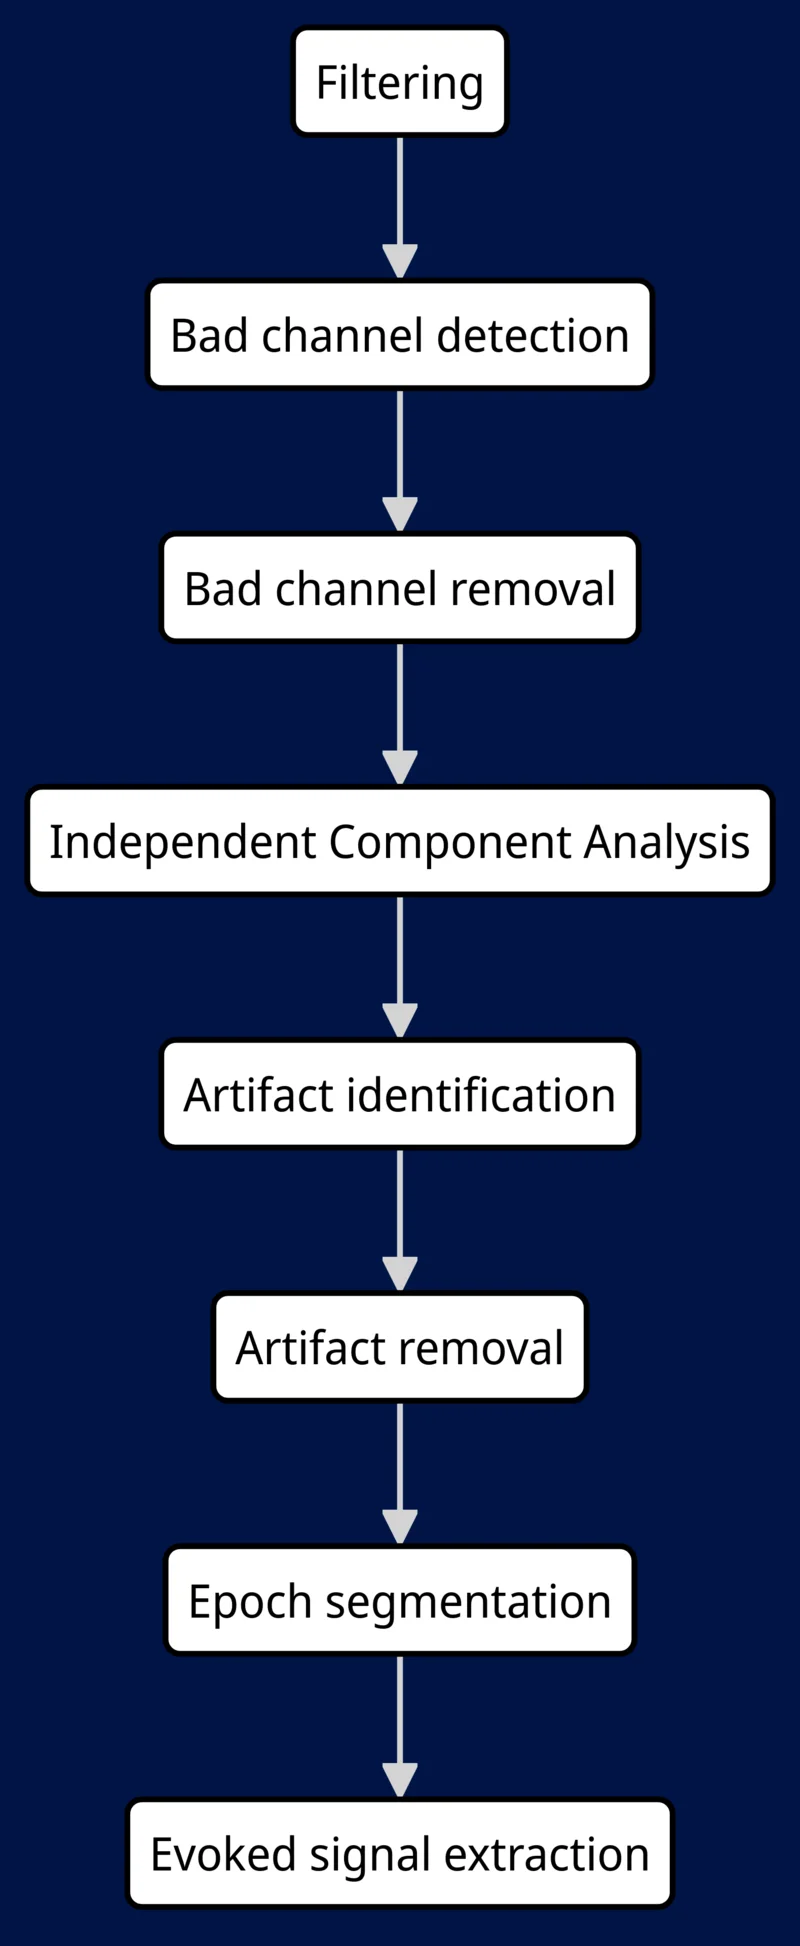 Filtering
Bad channel detection
Bad channel removal
Independent Component Analysis
Artifact identification
Artifact removal
Epoch segmentation
Evoked signal extraction